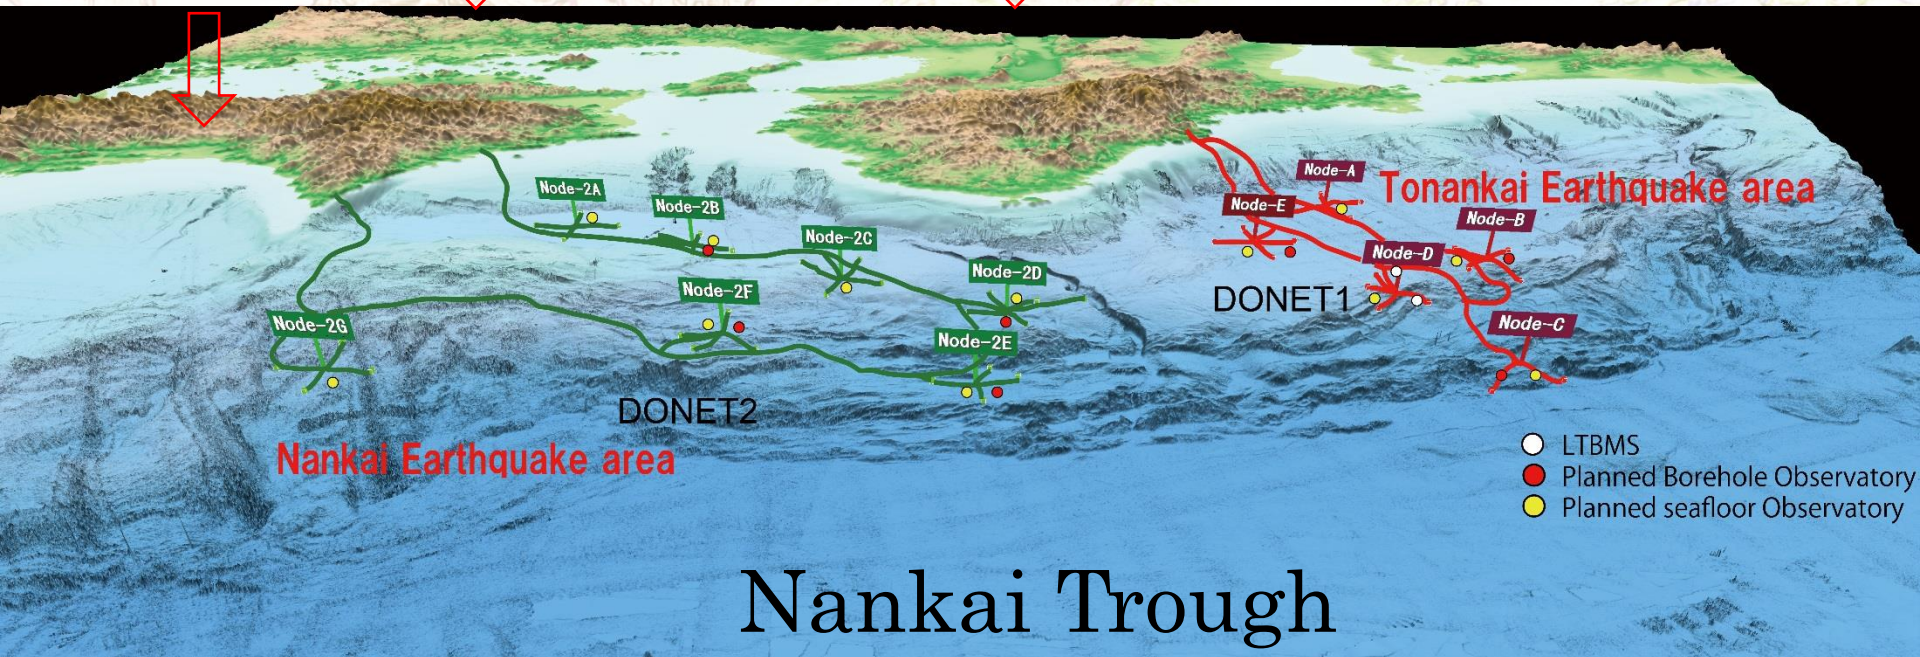 Node-A
Tonankai Earthquake area
Node-2A
Node-2B
Node-E
Node-B
Node-2C
Node-D
Node-2D
Node-2F
DONET1
Node-2G
Node-C
Node-2E
DONET2
Nankai Earthquake area
LTBMS
Planned Borehole Observatory
Planned seafloor Observatory
Nankai Trough